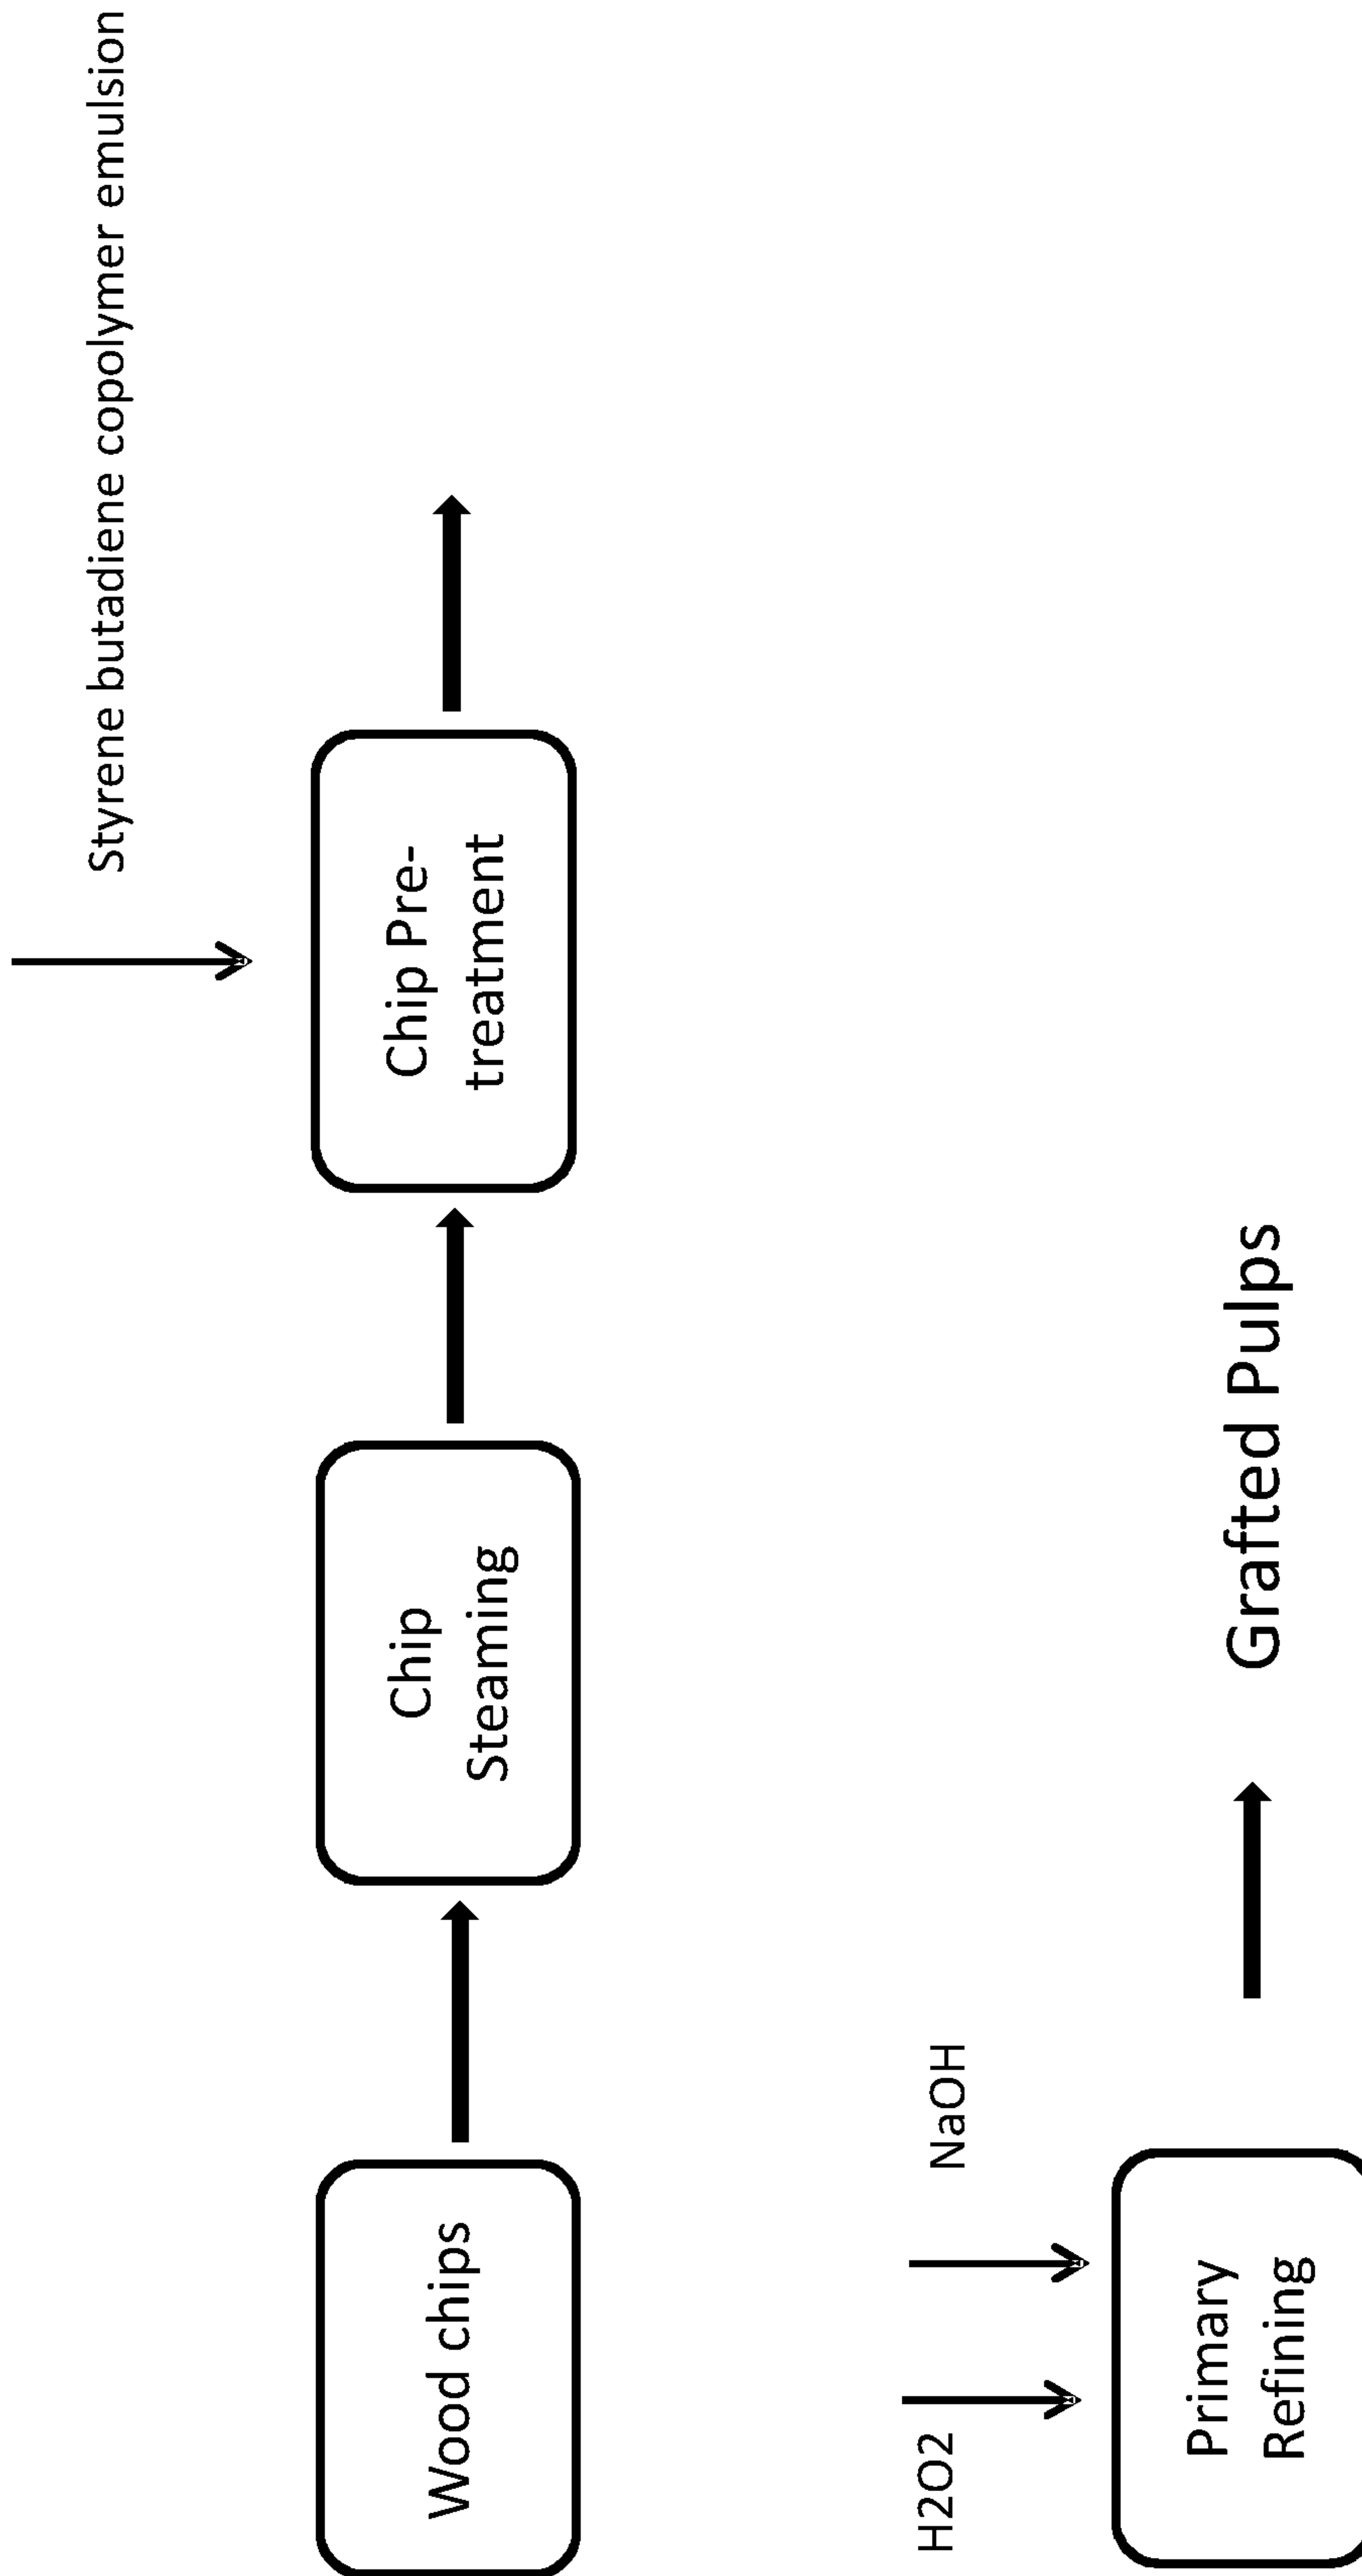 Styrene butadiene copolymer emulsion
Wood chips
Chip
Steaming
Chip Pre-
treatment
H2O2
NaOH
Primary
Refining
Grafted Pulps